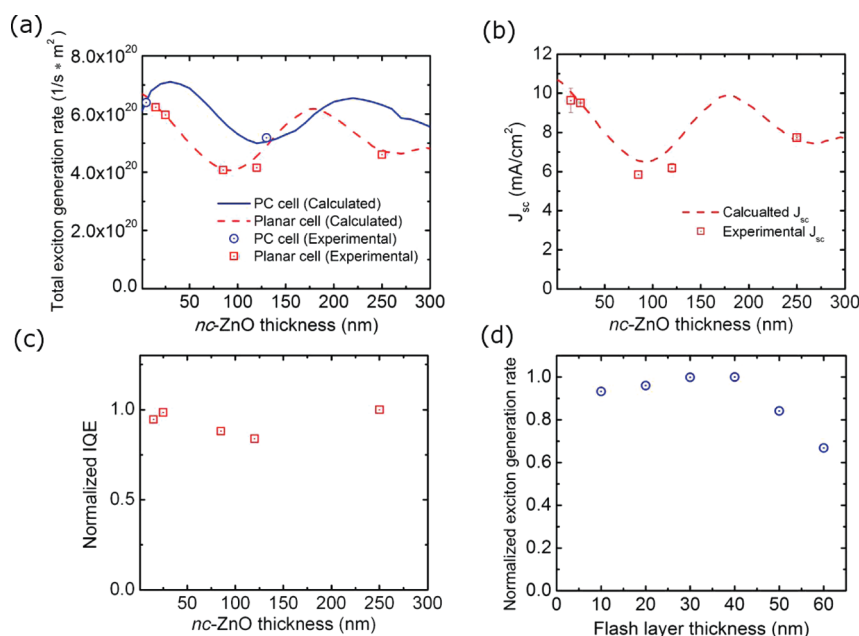 (a)
Total exciton generation rate (1/s * m²)
8.0x10²⁰
6.0x10²⁰
4.0x10²⁰
2.0x10²⁰
0.0
PC cell (Calculated)
Planar cell (Calculated)
PC cell (Experimental)
Planar cell (Experimental)
50 100 150 200 250 300
nc-ZnO thickness (nm)
(b)
J_sc (mA/cm²)
12
10
8
6
4
2
0
Calcualted J_sc
Experimental J_sc
50 100 150 200 250 300
nc-ZnO thickness (nm)
(c)
Normalized IQE
1.0
0.5
0.0
50 100 150 200 250 300
nc-ZnO thickness (nm)
(d)
Normalized exciton generation rate
1.0
0.8
0.6
0.4
0.2
0.0
0 10 20 30 40 50 60
Flash layer thickness (nm)